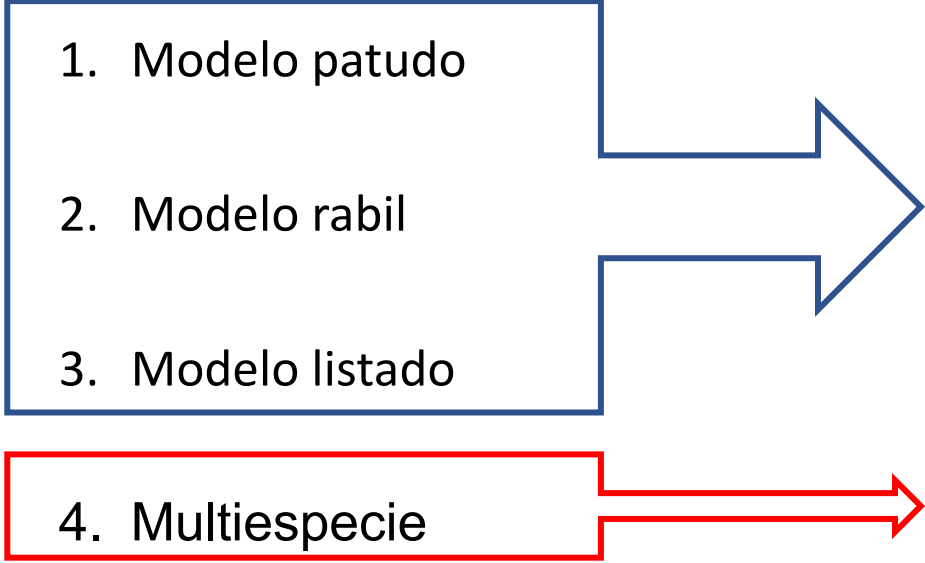 1. Modelo patudo
2. Modelo rabil
3. Modelo listado
4. Multiespecie